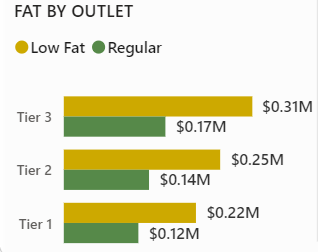 FAT BY OUTLET
Low Fat Regular
Tier 3 $0.31M
$0.17M
Tier 2 $0.25M
$0.14M
Tier 1 $0.22M
$0.12M